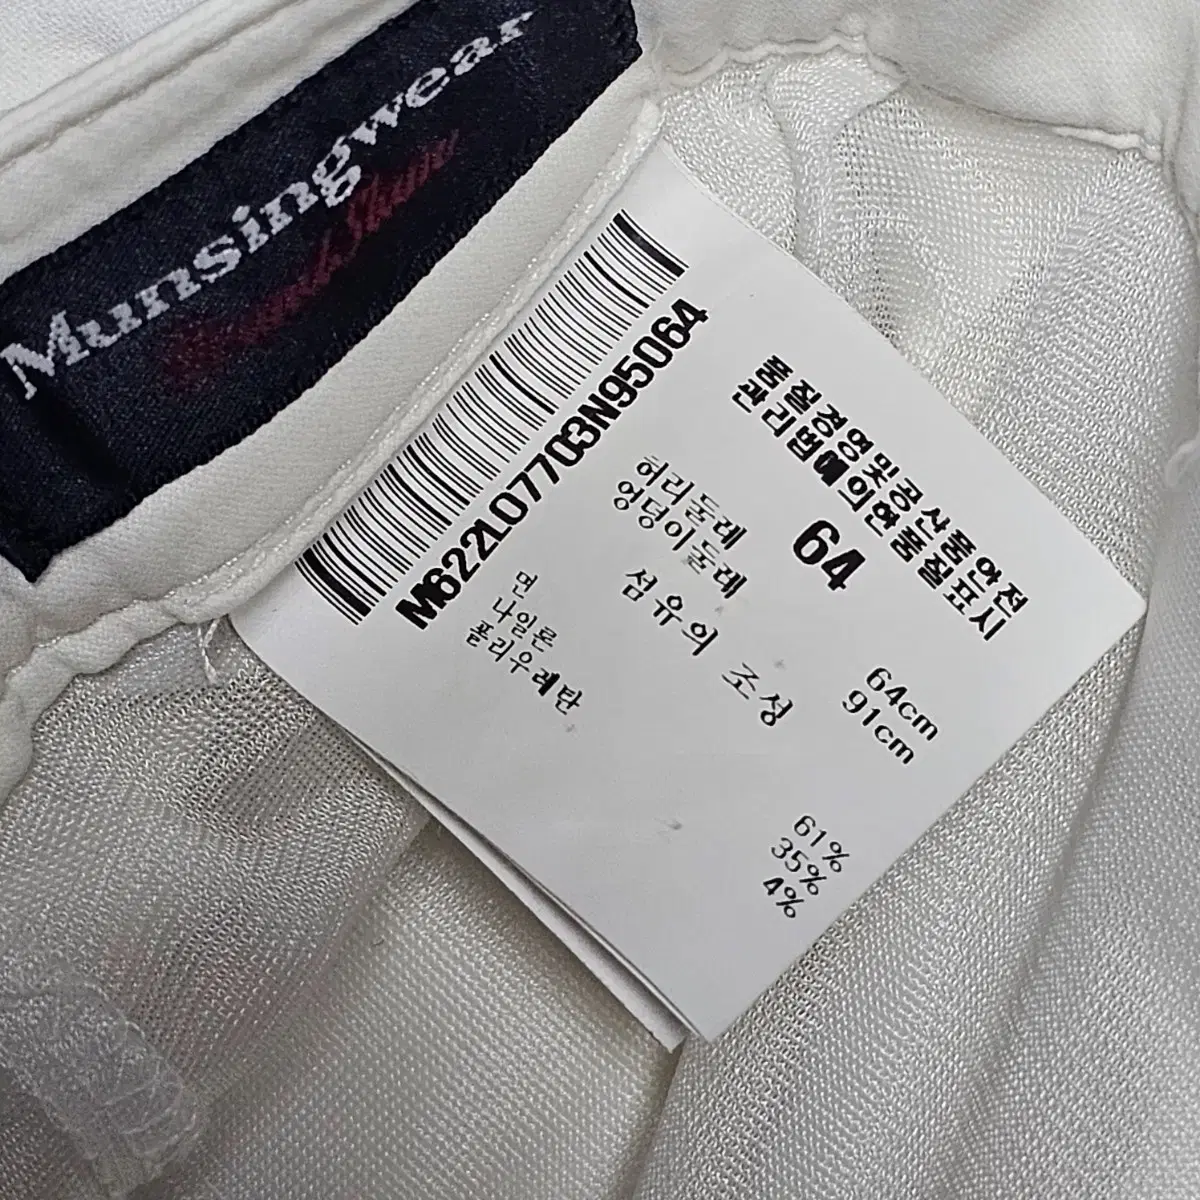 Munsingwear
M622L07703N95064
품질경영및공산품안전
관리법에의한품질표시
64
허리둘레 64cm
엉덩이둘레 91cm
섬유의 조성
면 61%
나일론 35%
폴리우레탄 4%